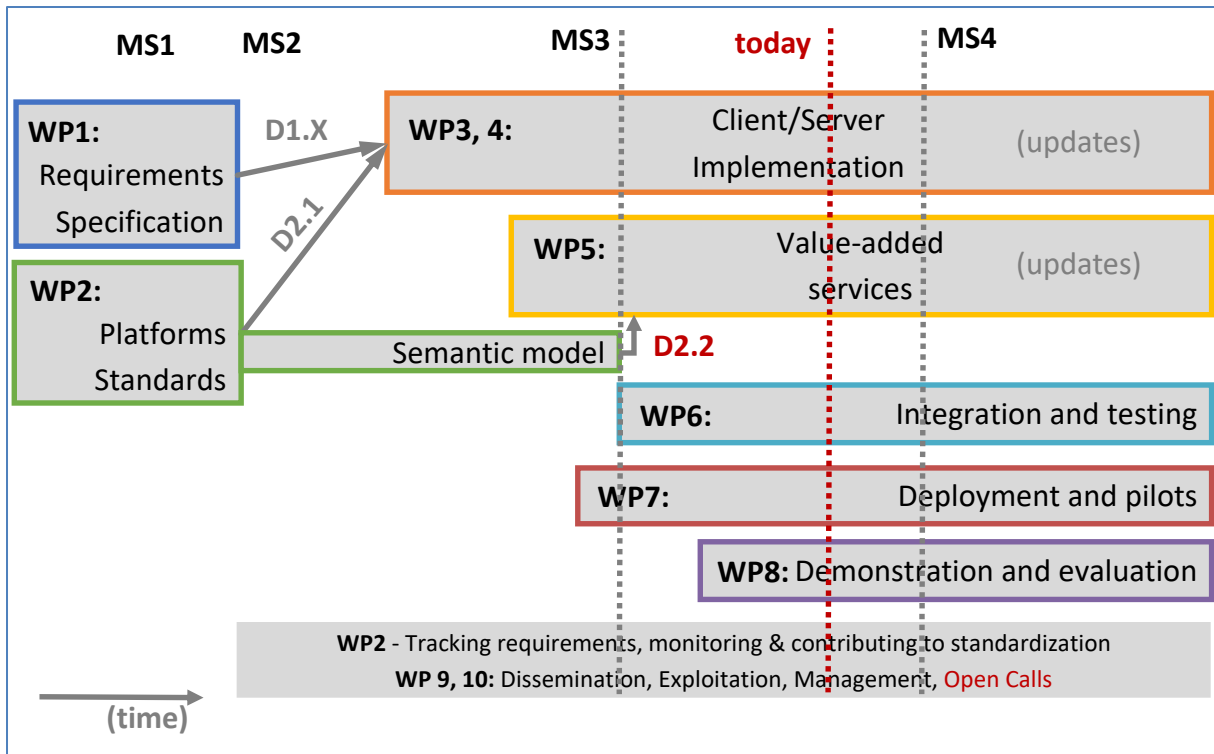 MS1
MS2
MS3
today
MS4
WP1:
Requirements
Specification
D1.X
D2.1
WP3, 4:
Client/Server
Implementation
(updates)
WP5:
Value-added
services
(updates)
WP2:
Platforms
Standards
Semantic model
D2.2
WP6:
Integration and testing
WP7:
Deployment and pilots
WP8: Demonstration and evaluation
WP2 - Tracking requirements, monitoring & contributing to standardization
WP 9, 10: Dissemination, Exploitation, Management, Open Calls
(time)